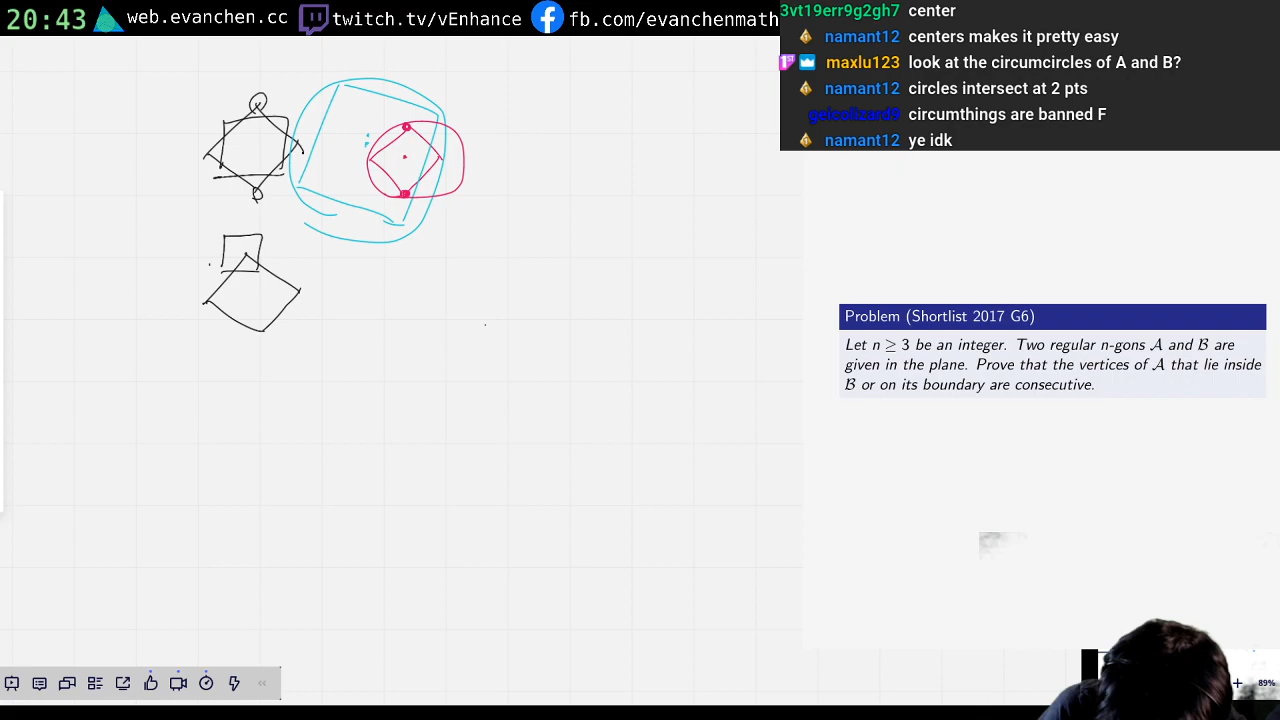 20:43 web.evanchen.cc twitch.tv/vEnhance fb.com/evanchenmath
3vt19err9g2gh7 center
namant12 centers makes it pretty easy
maxlu123 look at the circumcircles of A and B?
namant12 circles intersect at 2 pts
geicolizard9 circumthings are banned F
namant12 ye idk
Problem (Shortlist 2017 G6)
Let n ≥ 3 be an integer. Two regular n-gons 𝒜 and ℬ are
given in the plane. Prove that the vertices of 𝒜 that lie inside
ℬ or on its boundary are consecutive.
+ 89%